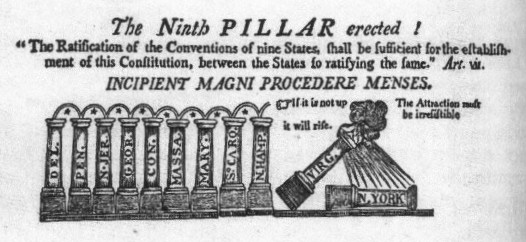 The Ninth PILLAR erected !
“The Ratification of the Conventions of nine States, ſhall be ſufficient for the eſtabliſh-
ment of this Conſtitution, between the States ſo ratifying the ſame.” Art. vii.
INCIPIENT MAGNI PROCEDERE MENSES.
☞If it is not up
it will riſe.
The Attraction muſt
be irreſiſtible
DEL.
PEN.
N·JER.
GEOR.
CON.
MASSA.
MARY.
So. CARO.
N.HAMP.
VIRG.
N.YORK